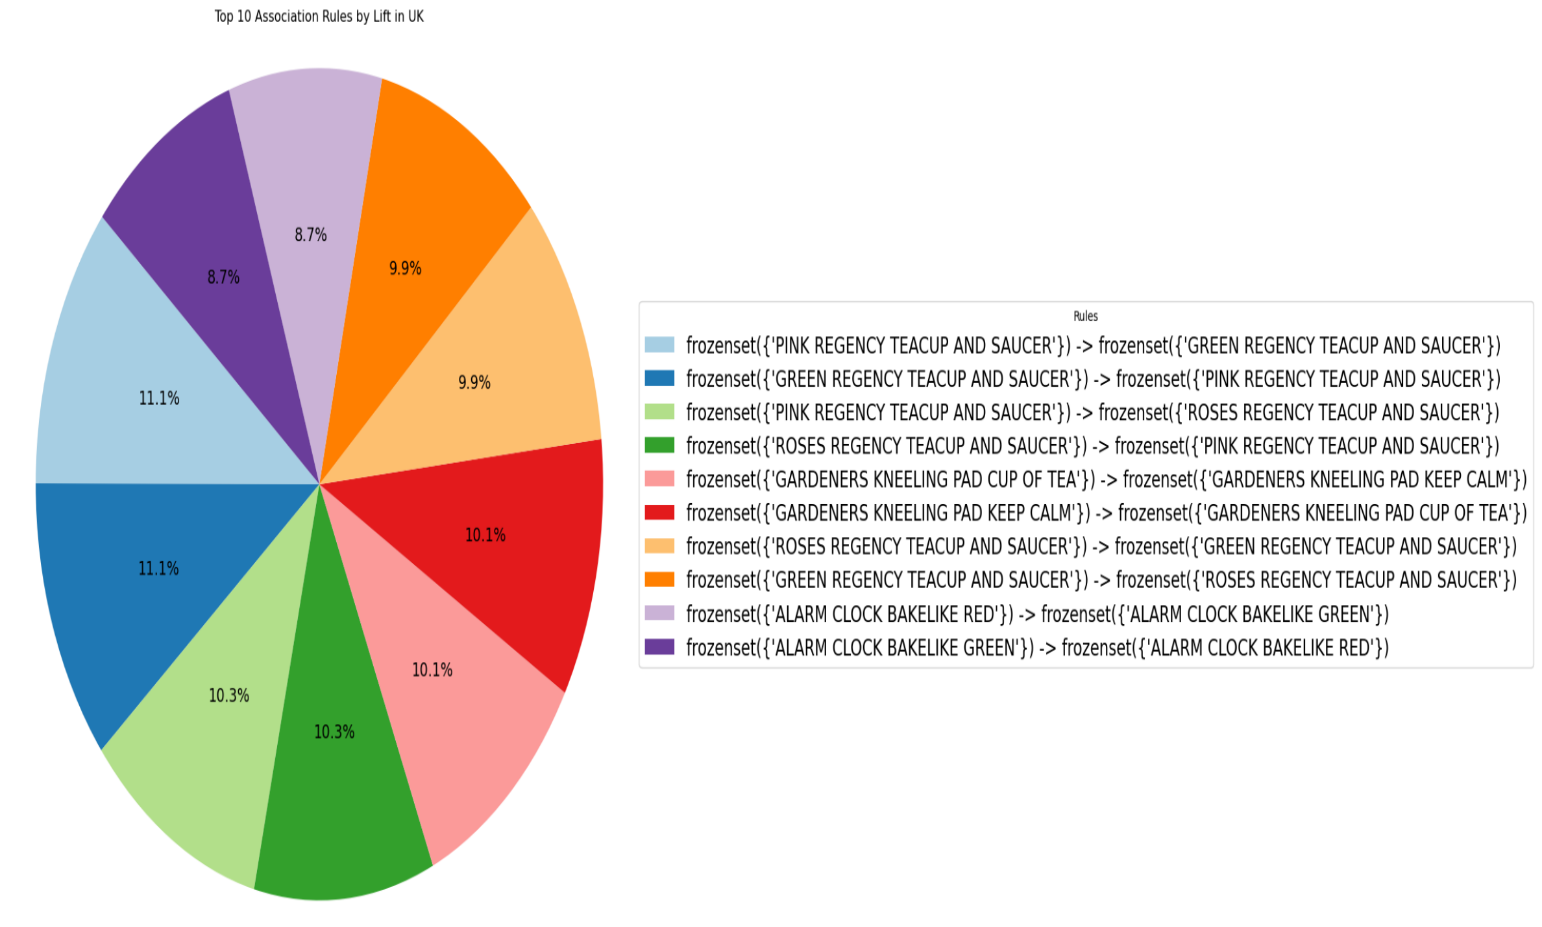 Top 10 Association Rules by Lift in UK
8.7%
8.7%
9.9%
9.9%
11.1%
10.1%
11.1%
10.1%
10.3%
10.3%
Rules
frozenset({'PINK REGENCY TEACUP AND SAUCER'}) -> frozenset({'GREEN REGENCY TEACUP AND SAUCER'})
frozenset({'GREEN REGENCY TEACUP AND SAUCER'}) -> frozenset({'PINK REGENCY TEACUP AND SAUCER'})
frozenset({'PINK REGENCY TEACUP AND SAUCER'}) -> frozenset({'ROSES REGENCY TEACUP AND SAUCER'})
frozenset({'ROSES REGENCY TEACUP AND SAUCER'}) -> frozenset({'PINK REGENCY TEACUP AND SAUCER'})
frozenset({'GARDENERS KNEELING PAD CUP OF TEA'}) -> frozenset({'GARDENERS KNEELING PAD KEEP CALM'})
frozenset({'GARDENERS KNEELING PAD KEEP CALM'}) -> frozenset({'GARDENERS KNEELING PAD CUP OF TEA'})
frozenset({'ROSES REGENCY TEACUP AND SAUCER'}) -> frozenset({'GREEN REGENCY TEACUP AND SAUCER'})
frozenset({'GREEN REGENCY TEACUP AND SAUCER'}) -> frozenset({'ROSES REGENCY TEACUP AND SAUCER'})
frozenset({'ALARM CLOCK BAKELIKE RED'}) -> frozenset({'ALARM CLOCK BAKELIKE GREEN'})
frozenset({'ALARM CLOCK BAKELIKE GREEN'}) -> frozenset({'ALARM CLOCK BAKELIKE RED'})